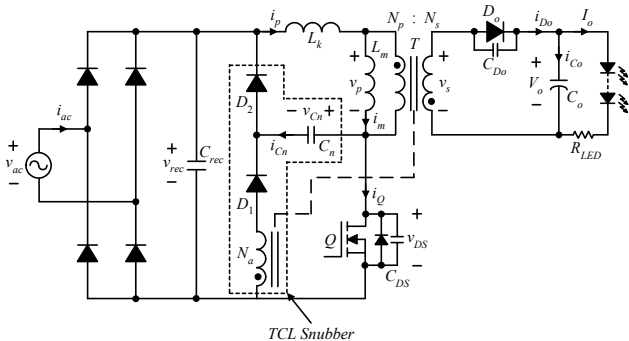 i_p
L_k
N_p : N_s
T
D_o
i_Do
I_o
C_Do
L_m
+
v_p
−
i_m
+
v_s
−
+
V_o
−
i_Co
C_o
R_LED
D_2
−
v_Cn
+
i_Cn
C_n
i_ac
+
v_ac
−
+
v_rec
−
C_rec
D_1
N_a
i_Q
Q
+
v_DS
−
C_DS
TCL Snubber